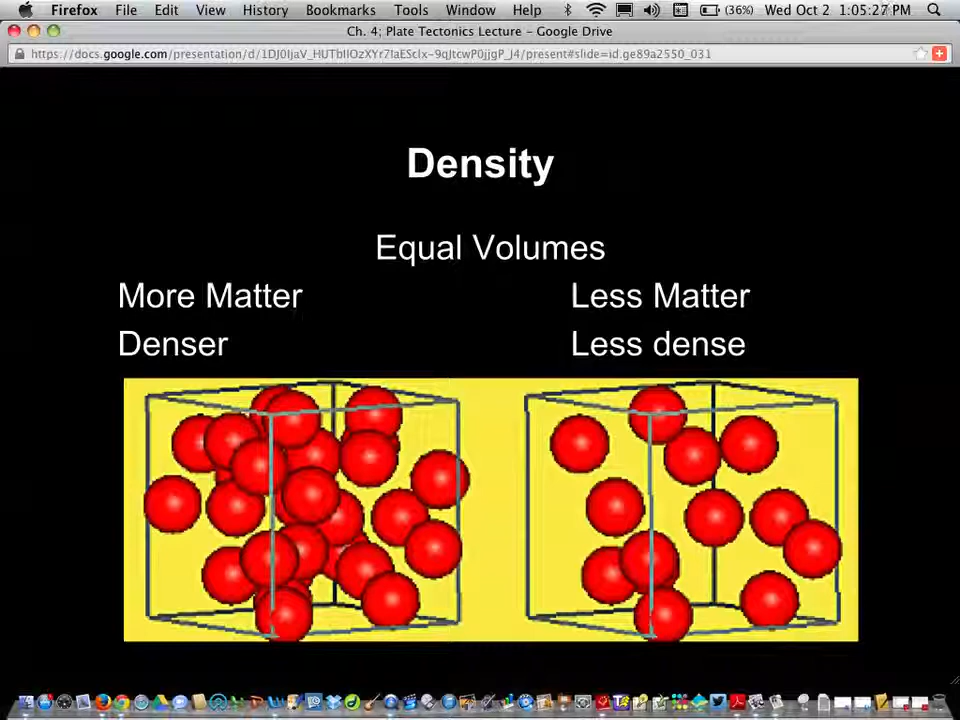 Firefox File Edit View History Bookmarks Tools Window Help (36%) Wed Oct 2 1:05:27 PM
Ch. 4; Plate Tectonics Lecture – Google Drive
Density
Equal Volumes
More Matter Less Matter
Denser Less dense